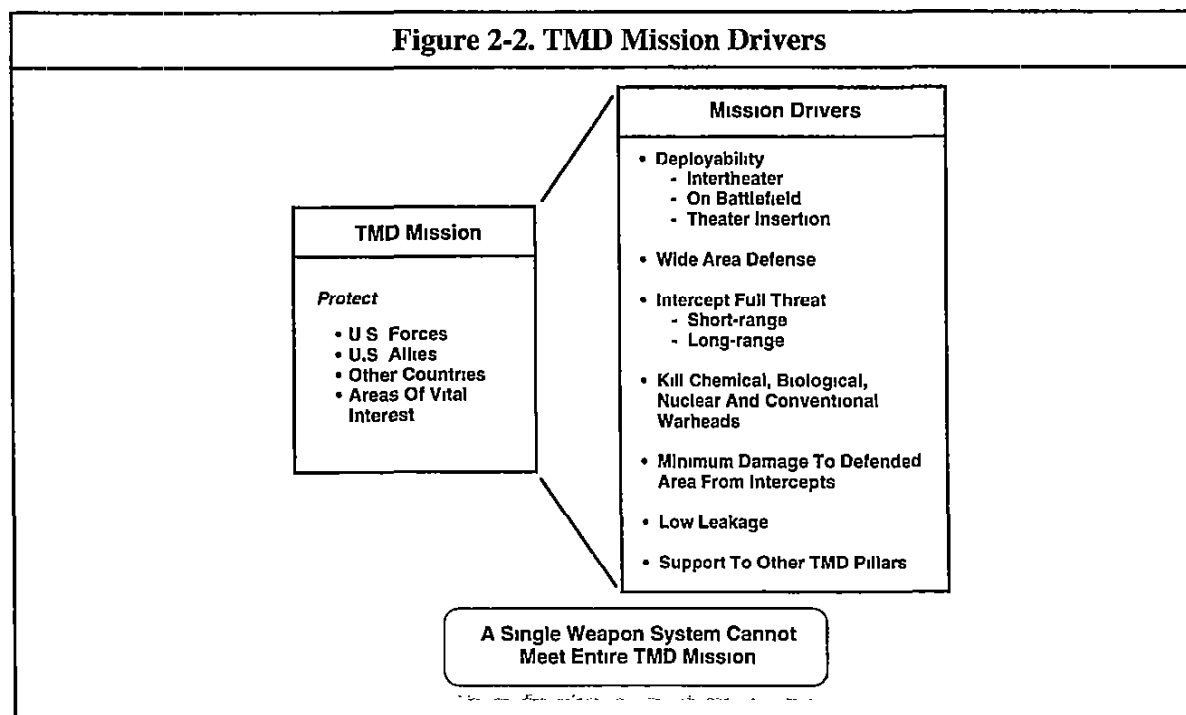 Figure 2-2. TMD Mission Drivers
TMD Mission
Protect
• U S Forces
• U.S Allies
• Other Countries
• Areas Of Vital
Interest
Mission Drivers
• Deployability
- Intertheater
- On Battlefield
- Theater Insertion
• Wide Area Defense
• Intercept Full Threat
- Short-range
- Long-range
• Kill Chemical, Biological,
Nuclear And Conventional
Warheads
• Minimum Damage To Defended
Area From Intercepts
• Low Leakage
• Support To Other TMD Pillars
A Single Weapon System Cannot
Meet Entire TMD Mission